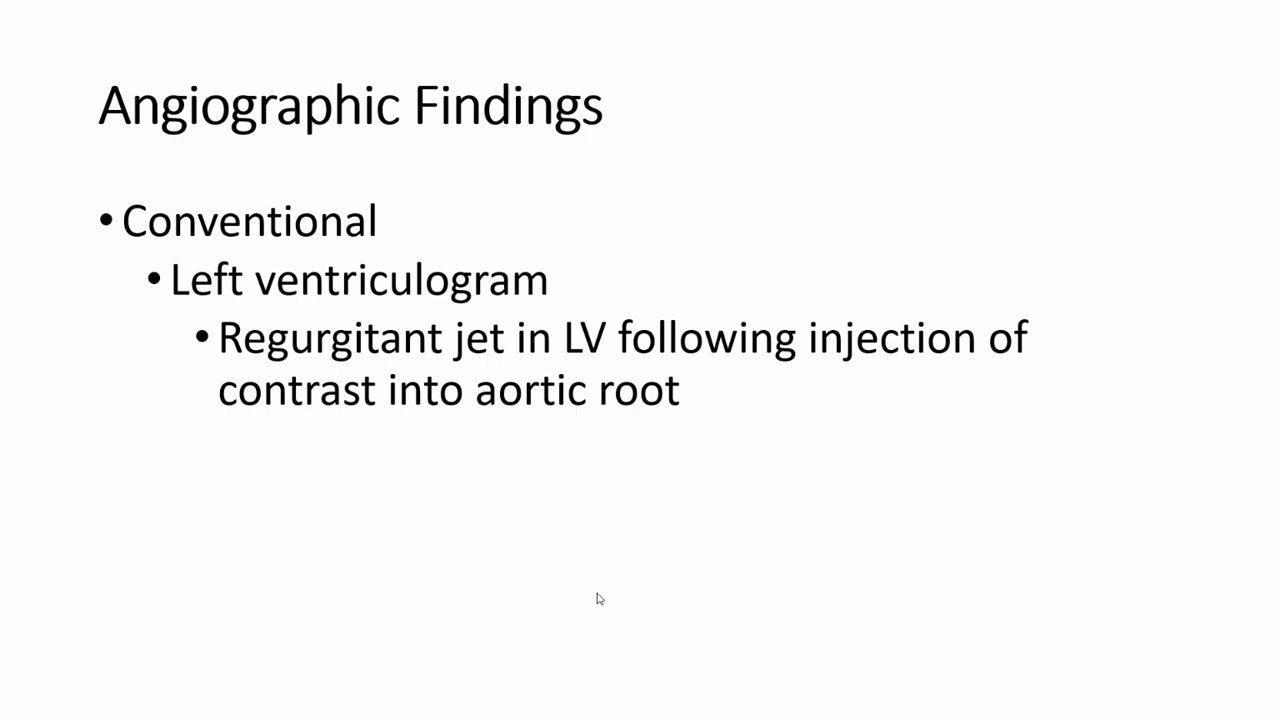 Angiographic Findings
• Conventional
• Left ventriculogram
• Regurgitant jet in LV following injection of
contrast into aortic root